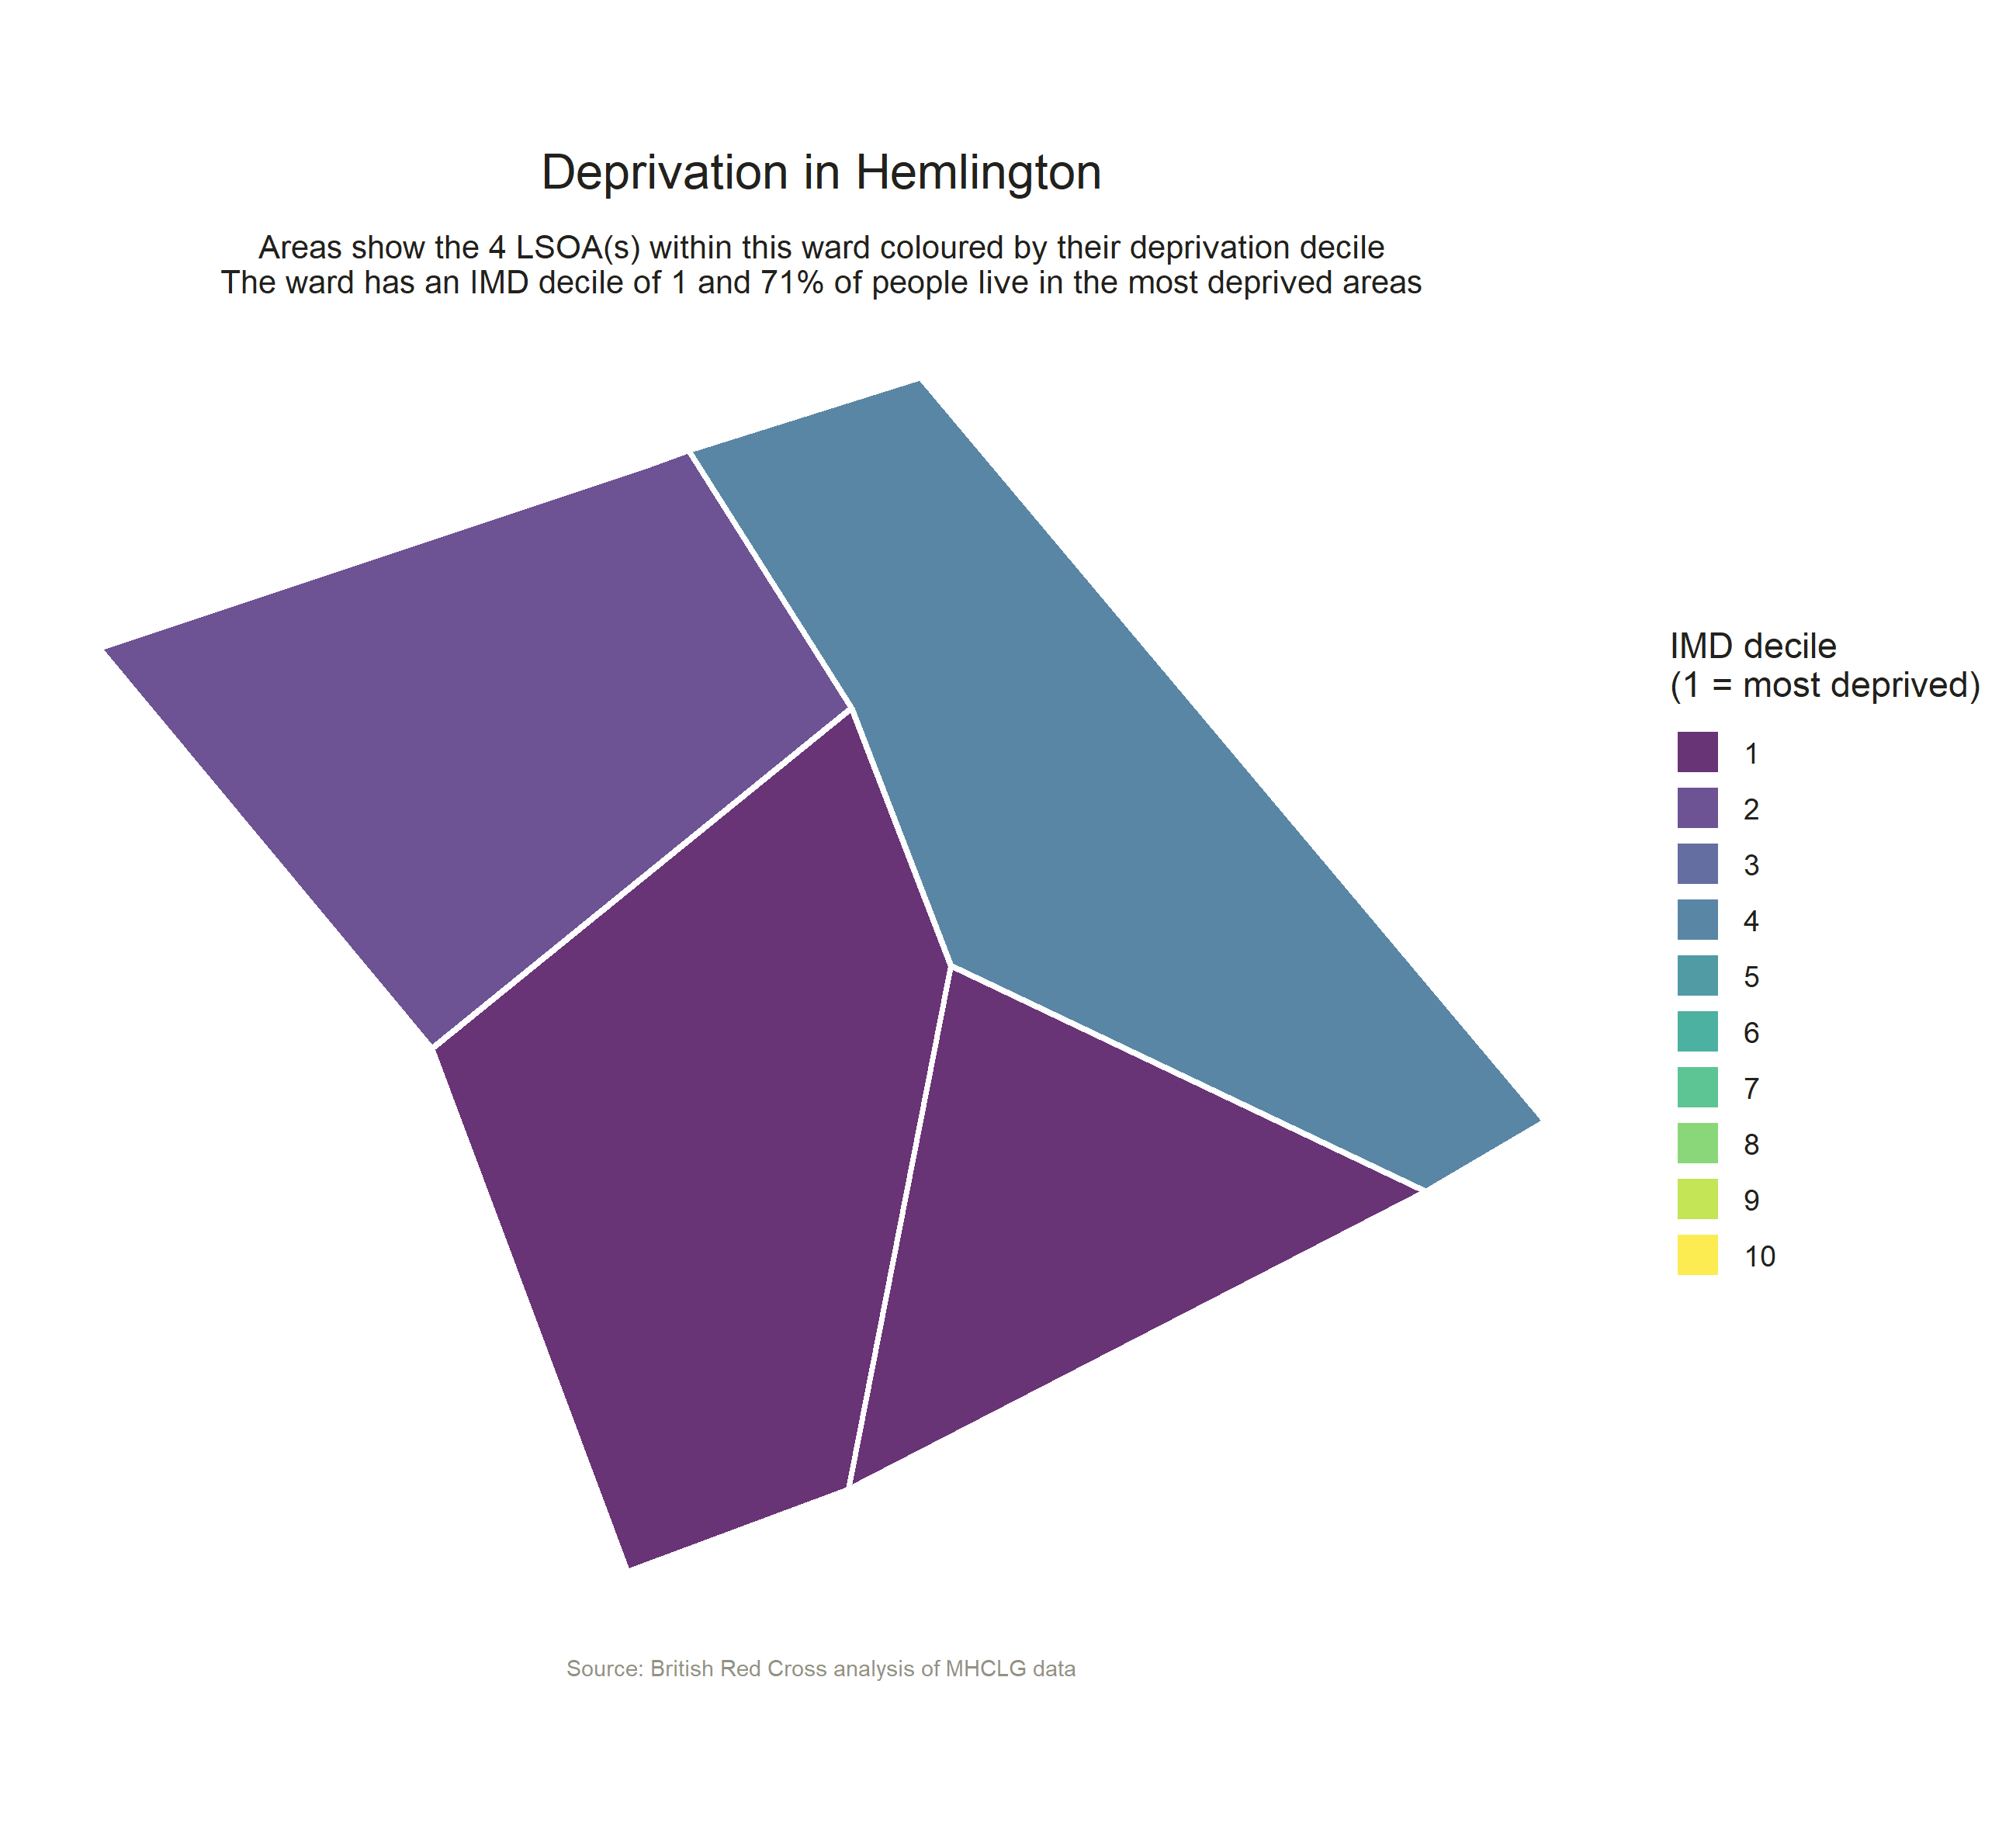 Deprivation in Hemlington
Areas show the 4 LSOA(s) within this ward coloured by their deprivation decile
The ward has an IMD decile of 1 and 71% of people live in the most deprived areas
IMD decile
(1 = most deprived)
1
2
3
4
5
6
7
8
9
10
Source: British Red Cross analysis of MHCLG data